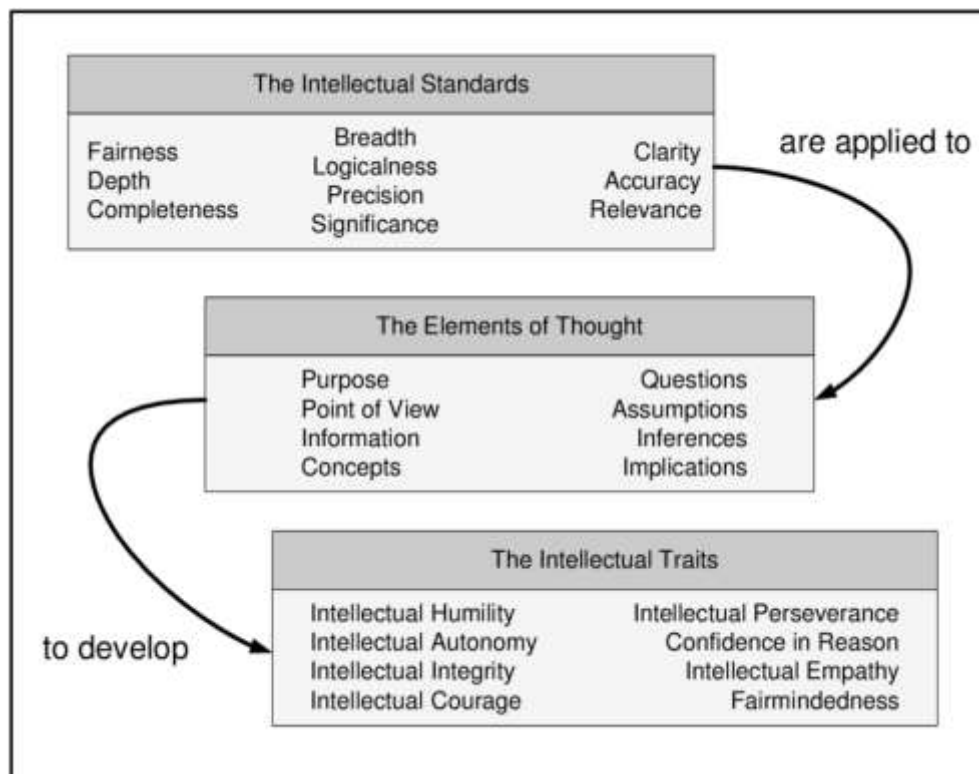 The Intellectual Standards
Fairness
Depth
Completeness
Breadth
Logicalness
Precision
Significance
Clarity
Accuracy
Relevance
are applied to
The Elements of Thought
Purpose
Point of View
Information
Concepts
Questions
Assumptions
Inferences
Implications
to develop
The Intellectual Traits
Intellectual Humility
Intellectual Autonomy
Intellectual Integrity
Intellectual Courage
Intellectual Perseverance
Confidence in Reason
Intellectual Empathy
Fairmindedness